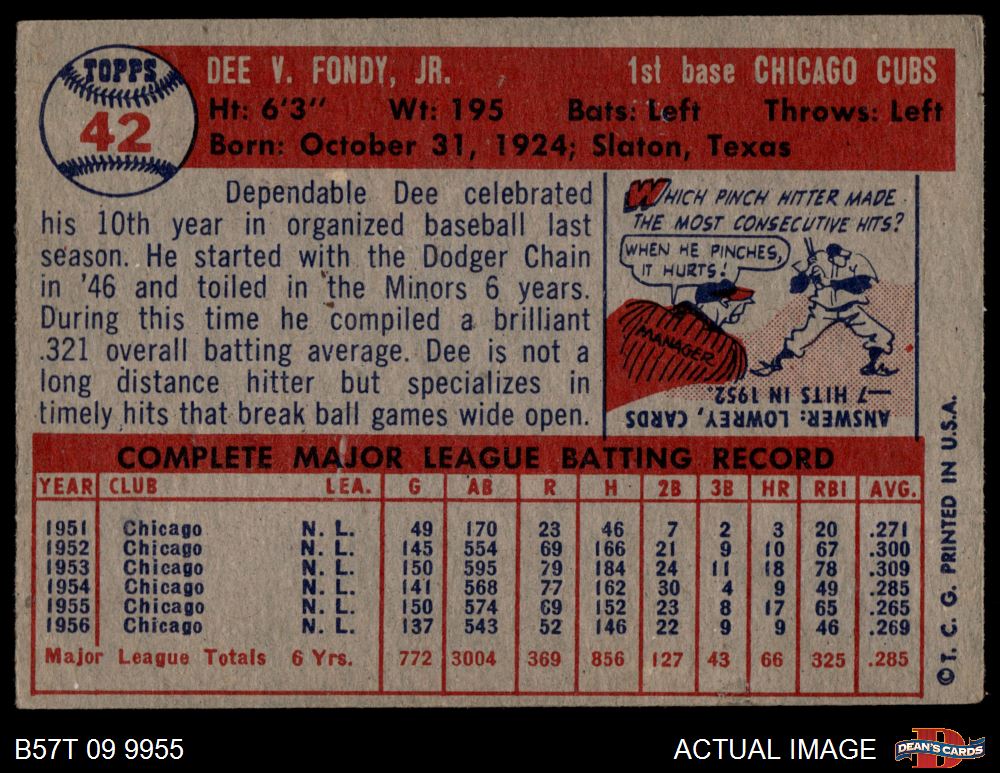 TOPPS
42
DEE V. FONDY, JR. 1st base CHICAGO CUBS
Ht: 6'3" Wt: 195 Bats: Left Throws: Left
Born: October 31, 1924; Slaton, Texas
Dependable Dee celebrated
his 10th year in organized baseball last
season. He started with the Dodger Chain
in '46 and toiled in the Minors 6 years.
During this time he compiled a brilliant
.321 overall batting average. Dee is not a
long distance hitter but specializes in
timely hits that break ball games wide open.
WHICH PINCH HITTER MADE
THE MOST CONSECUTIVE HITS?
WHEN HE PINCHES,
IT HURTS!
MANAGER
ANSWER: LOWREY, CARDS
—7 HITS IN 1952.
COMPLETE MAJOR LEAGUE BATTING RECORD
YEAR CLUB LEA. G AB R H 2B 3B HR RBI AVG.
1951 Chicago N. L. 49 170 23 46 7 2 3 20 .271
1952 Chicago N. L. 145 554 69 166 21 9 10 67 .300
1953 Chicago N. L. 150 595 79 184 24 11 18 78 .309
1954 Chicago N. L. 141 568 77 162 30 4 9 49 .285
1955 Chicago N. L. 150 574 69 152 23 8 17 65 .265
1956 Chicago N. L. 137 543 52 146 22 9 9 46 .269
Major League Totals 6 Yrs. 772 3004 369 856 127 43 66 325 .285
© T. C. G. PRINTED IN U.S.A.
B57T 09 9955
ACTUAL IMAGE
D
DEAN'S CARDS